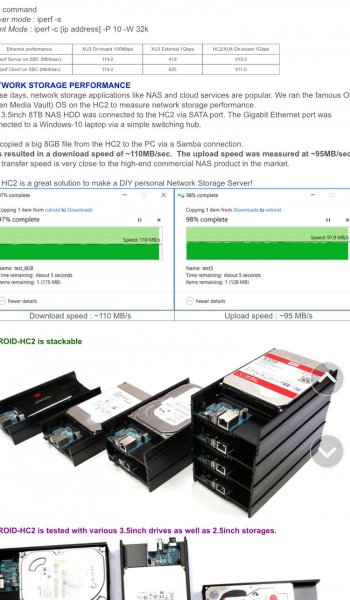 command
ver mode : iperf -s
nt Mode : iperf -c [ip address] -P 10 -W 32k
Ethernet performance XU3 On-board 100Mbps XU3 External 1Gbps HC2/XU4 On-board 1Gbps
perf Server on SBC (Mbit/sec) 114.0 419 915.0
perf Client on SBC (Mbit/sec) 114.0 625 911.0
TWORK STORAGE PERFORMANCE
se days, network storage applications like NAS and cloud services are popular. We ran the famous O
en Media Vault) OS on the HC2 to measure network storage performance.
3.5inch 8TB NAS HDD was connected to the HC2 via SATA port. The Gigabit Ethernet port was
nected to a Windows-10 laptop via a simple switching hub.
copied a big 8GB file from the HC2 to the PC via a Samba connection.
s resulted in a download speed of ~110MB/sec. The upload speed was measured at ~95MB/sec
transfer speed is very close to the high-end commercial NAS product in the market.
HC2 is a great solution to make a DIY personal Network Storage Server!
97% complete
opying 1 item from odroid to Downloads
97% complete
Speed: 110 MB/s
Name: test_8GB
Time remaining: About 5 seconds
Items remaining: 1 (175 MB)
Fewer details
98% complete
Copying 1 item from Downloads to odroid
98% complete
Speed: 97.9 MB/s
Name: test5
Time remaining: About 5 seconds
Items remaining: 1 (128 MB)
Fewer details
Download speed : ~110 MB/s
Upload speed : ~95 MB/s
ROID-HC2 is stackable
ROID-HC2 is tested with various 3.5inch drives as well as 2.5inch storages.